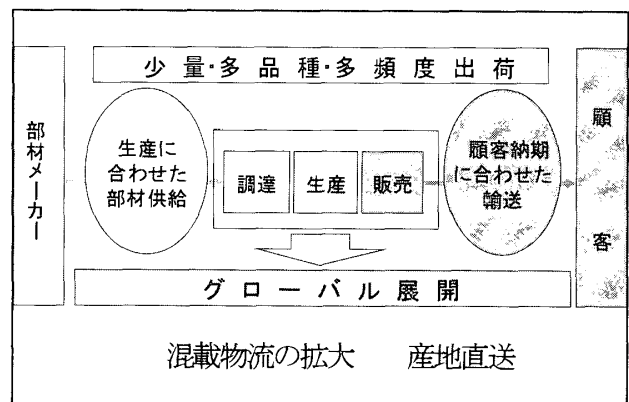 少量・多品種・多頻度出荷
部材メーカー
生産に
合わせた
部材供給
調達
生産
販売
顧客納期
に合わせた
輸送
顧客
グローバル展開
混載物流の拡大 産地直送